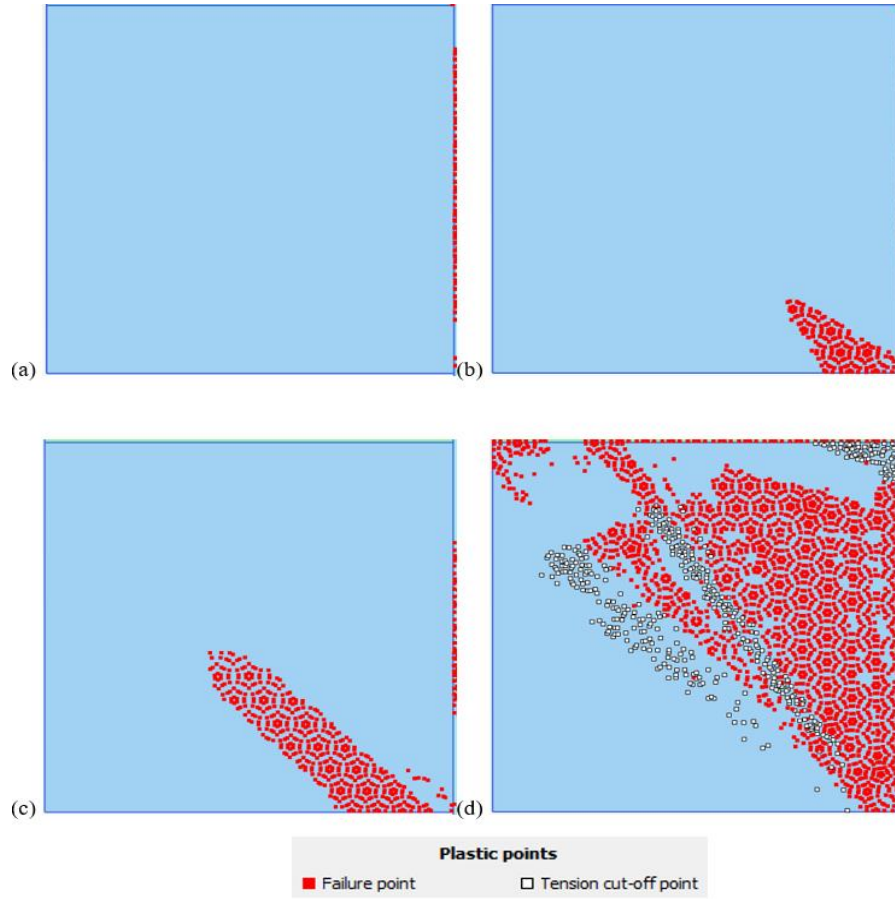 (a)
(b)
(c)
(d)
Plastic points
Failure point
Tension cut-off point